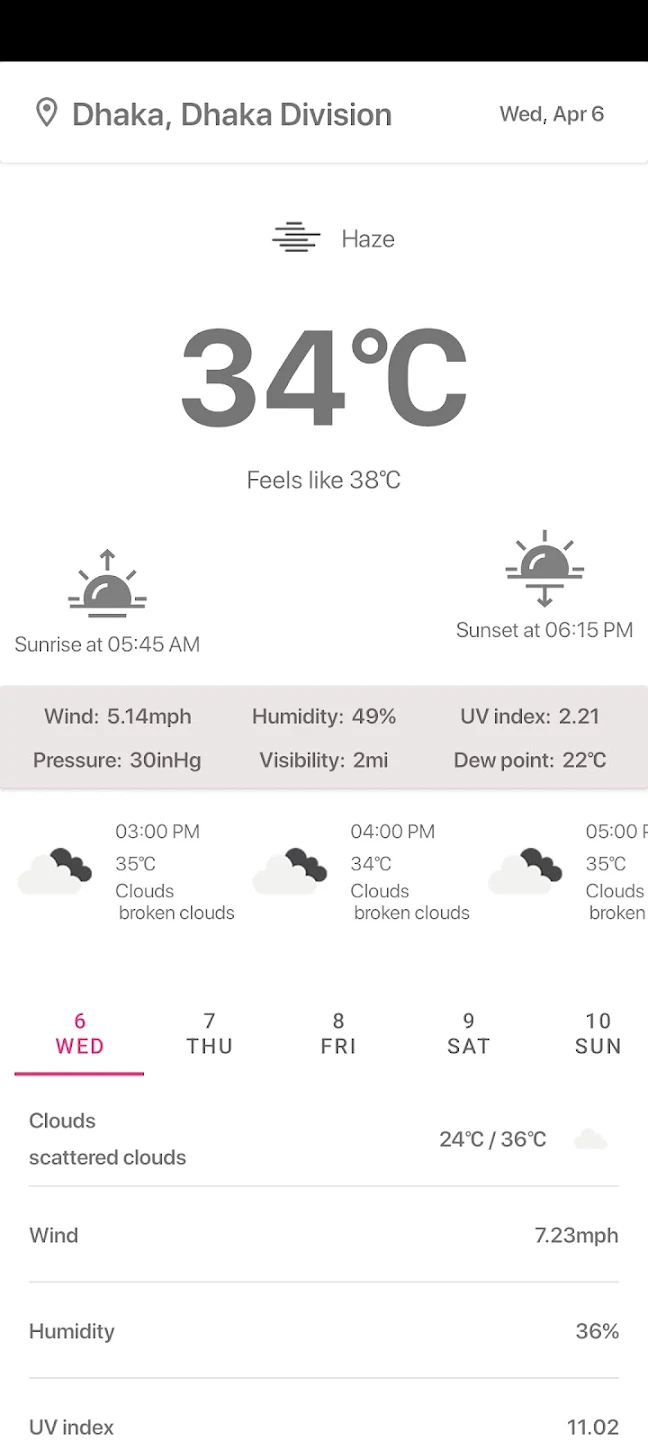 Dhaka, Dhaka Division
Wed, Apr 6
Haze
34℃
Feels like 38℃
Sunrise at 05:45 AM
Sunset at 06:15 PM
Wind: 5.14mph
Humidity: 49%
UV index: 2.21
Pressure: 30inHg
Visibility: 2mi
Dew point: 22℃
03:00 PM
35℃
Clouds
broken clouds
04:00 PM
34℃
Clouds
broken clouds
05:00
35℃
Clouds
broken
6
WED
7
THU
8
FRI
9
SAT
10
SUN
Clouds
scattered clouds
24℃ / 36℃
Wind
7.23mph
Humidity
36%
UV index
11.02